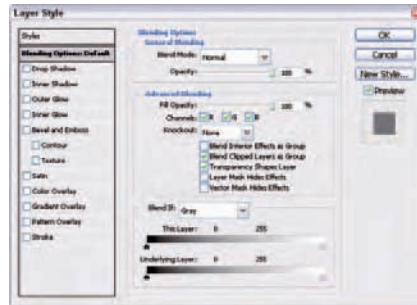 Layer Style
Styles
Blending Options: Default
Drop Shadow
Inner Shadow
Outer Glow
Inner Glow
Bevel and Emboss
Contour
Texture
Satin
Color Overlay
Gradient Overlay
Pattern Overlay
Stroke
Blending Options
General Blending
Blend Mode: Normal
Opacity: 100 %
Advanced Blending
Fill Opacity: 100 %
Channels: R G B
Knockout: None
Blend Interior Effects as Group
Blend Clipped Layers as Group
Transparency Shapes Layer
Layer Mask Hides Effects
Vector Mask Hides Effects
Blend If: Gray
This Layer: 0 255
Underlying Layer: 0 255
OK
Cancel
New Style...
Preview